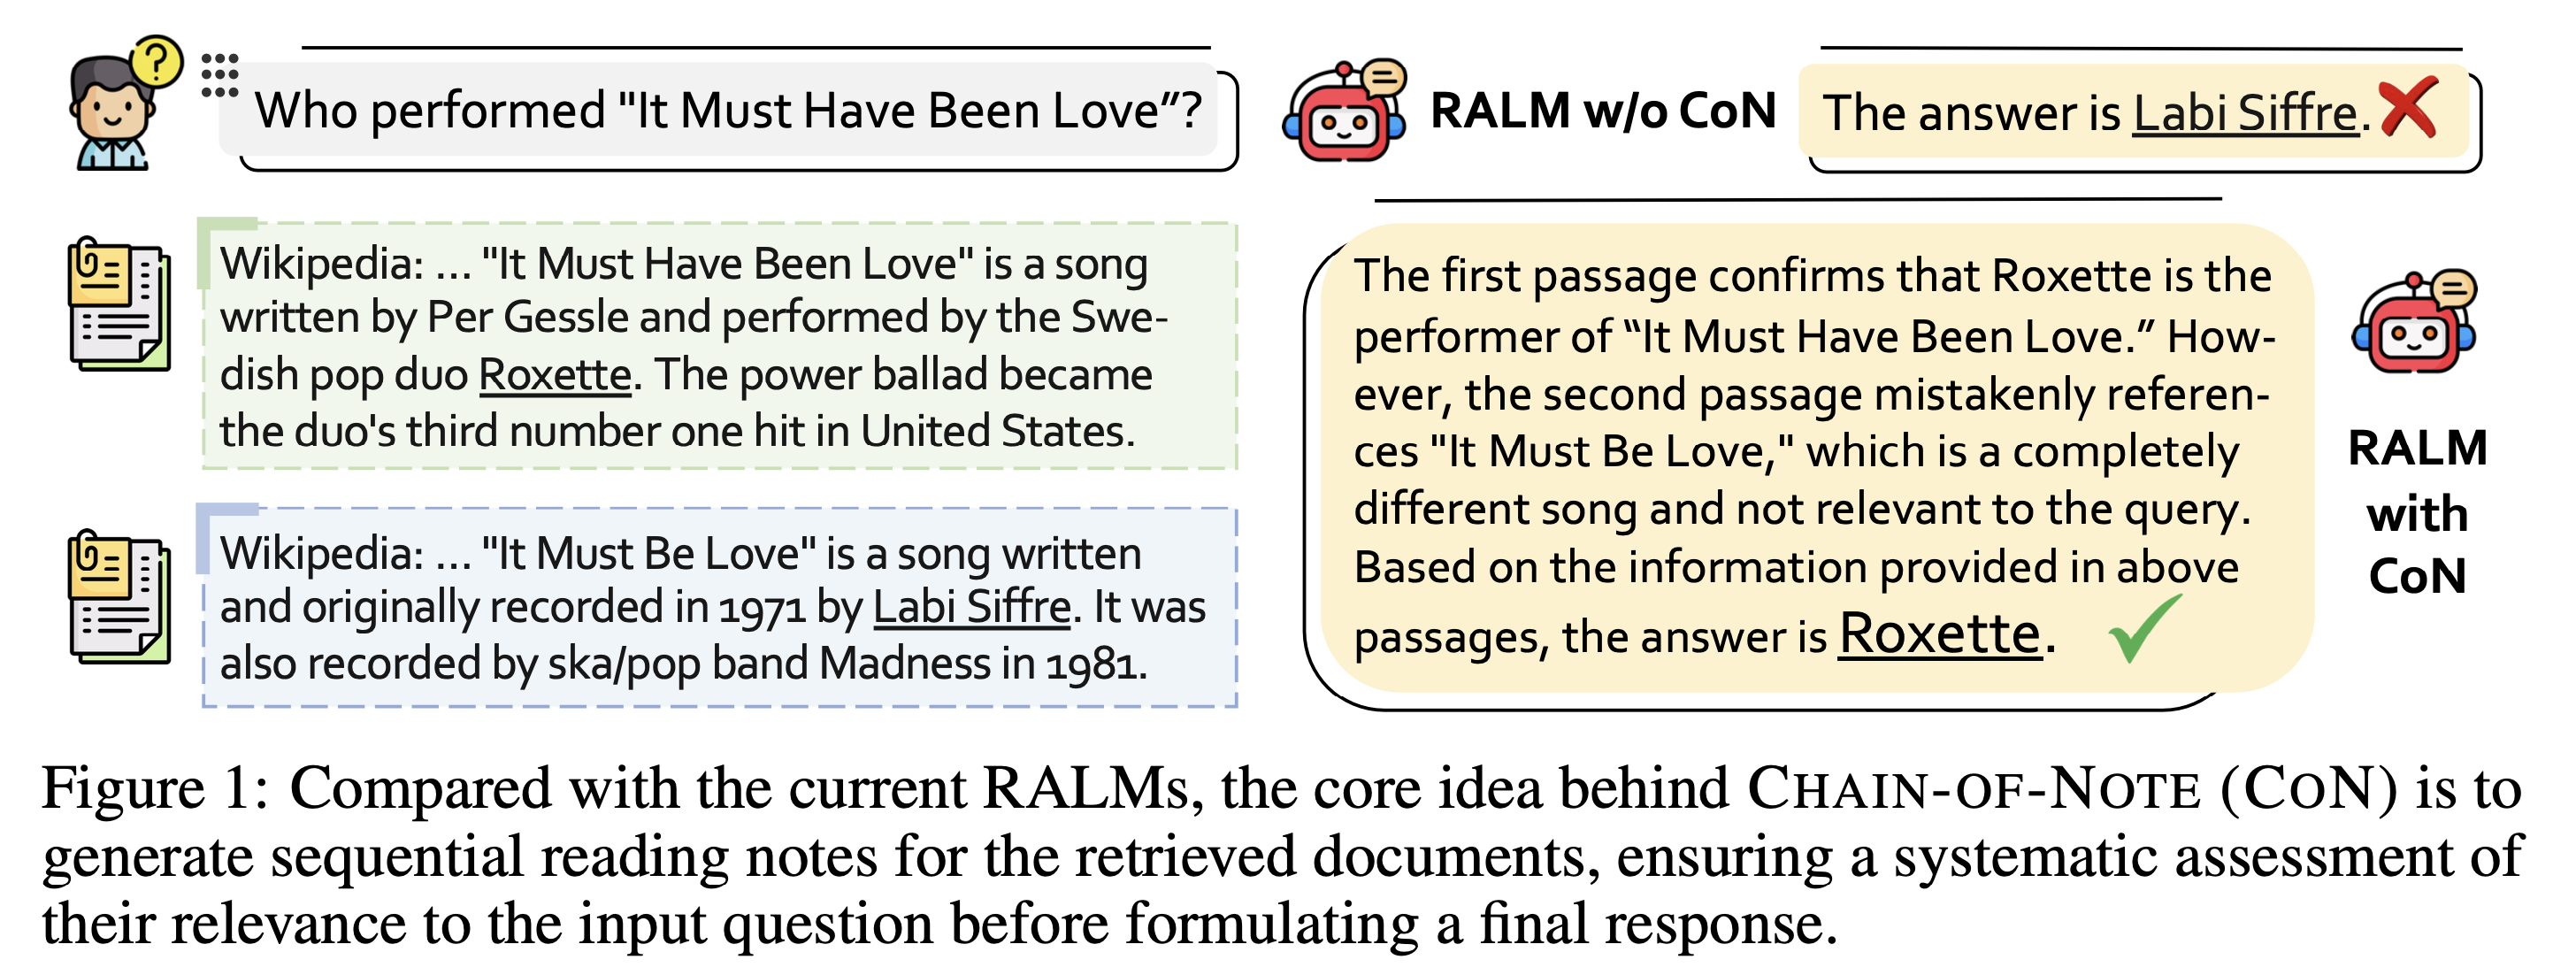 Who performed "It Must Have Been Love”?
RALM w/o CoN
The answer is Labi Siffre.
Wikipedia: ... "It Must Have Been Love" is a song
written by Per Gessle and performed by the Swe-
dish pop duo Roxette. The power ballad became
the duo's third number one hit in United States.
Wikipedia: ... "It Must Be Love" is a song written
and originally recorded in 1971 by Labi Siffre. It was
also recorded by ska/pop band Madness in 1981.
The first passage confirms that Roxette is the
performer of “It Must Have Been Love.” How-
ever, the second passage mistakenly referen-
ces "It Must Be Love," which is a completely
different song and not relevant to the query.
Based on the information provided in above
passages, the answer is Roxette.
RALM
with
CoN
Figure 1: Compared with the current RALMs, the core idea behind CHAIN-OF-NOTE (CON) is to
generate sequential reading notes for the retrieved documents, ensuring a systematic assessment of
their relevance to the input question before formulating a final response.